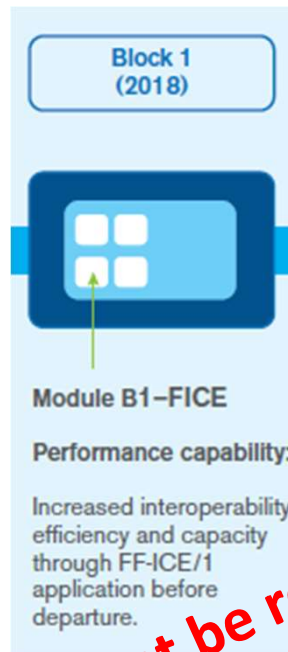 Block 1
(2018)
Module B1–FICE
Performance capability:
Increased interoperability
efficiency and capacity
through FF-ICE/1
application before
departure.
t be r